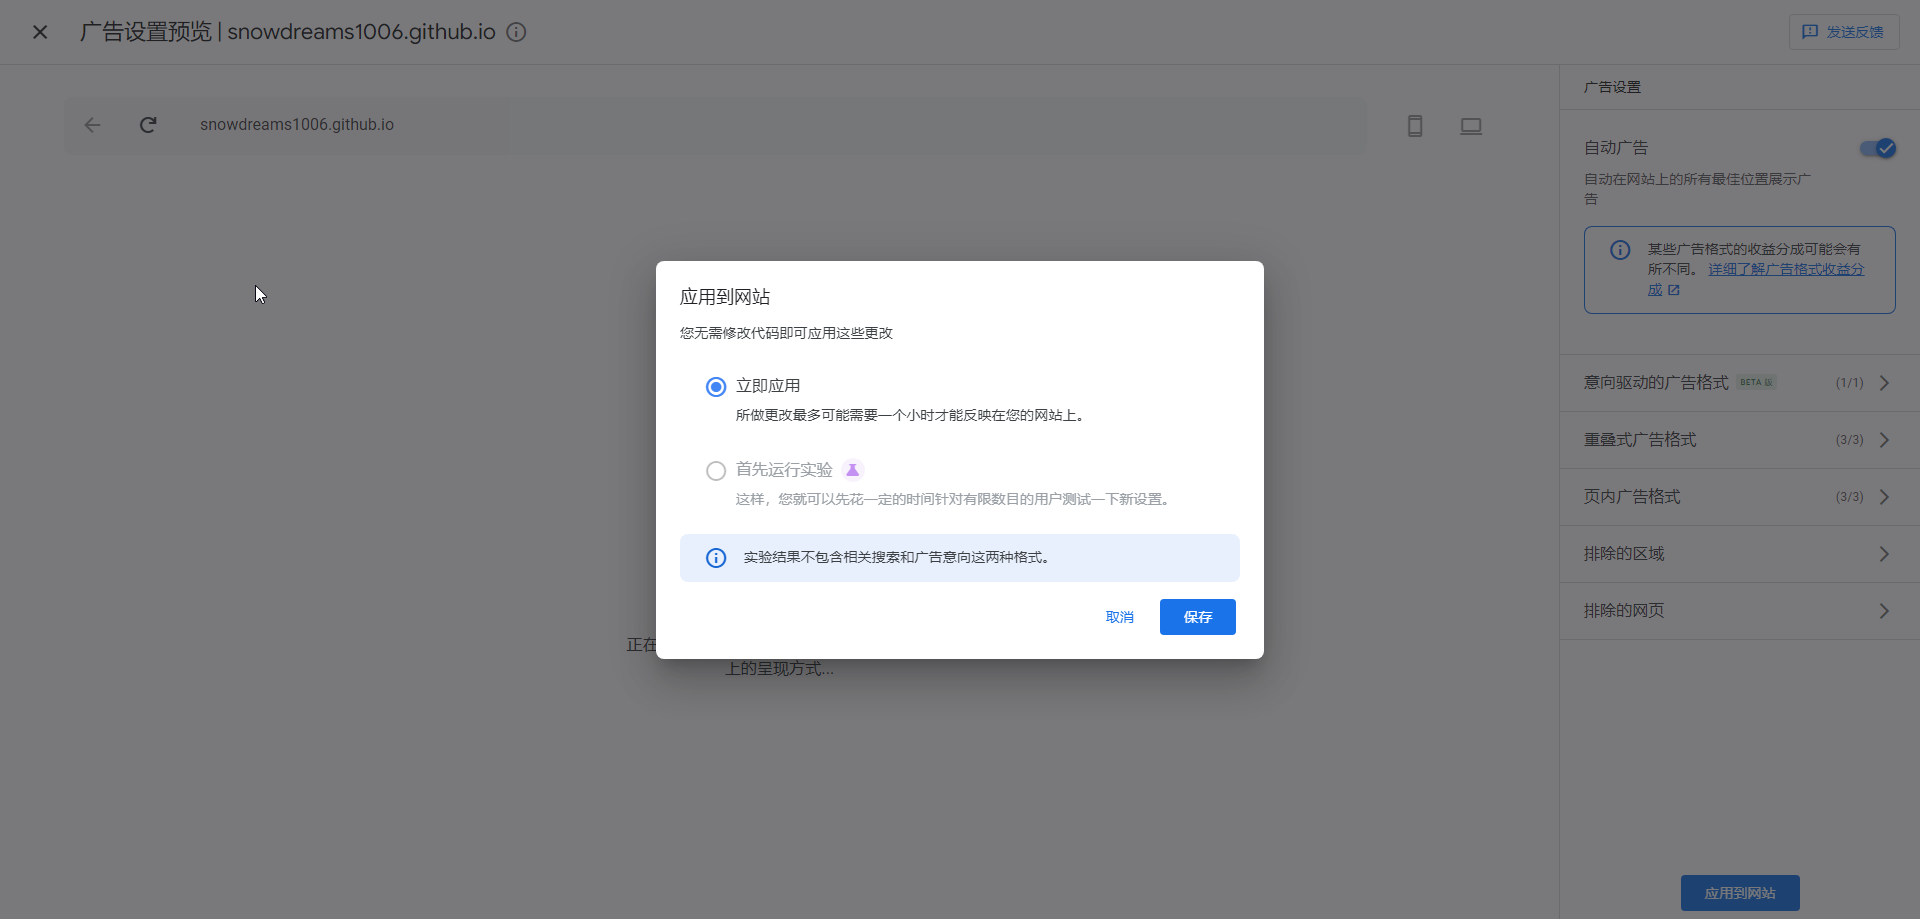 广告设置预览 | snowdreams1006.github.io
发送反馈
snowdreams1006.github.io
广告设置
自动广告
自动在网站上的所有最佳位置展示广
告
某些广告格式的收益分成可能会有
所不同。 详细了解广告格式收益分
成
意向驱动的广告格式 BETA (1/1)
重叠式广告格式 (3/3)
页内广告格式 (3/3)
排除的区域
排除的网页
应用到网站
应用到网站
您无需修改代码即可应用这些更改
立即应用
所做更改最多可能需要一个小时才能反映在您的网站上。
首先运行实验
这样，您就可以先花一定的时间针对有限数目的用户测试一下新设置。
实验结果不包含相关搜索和广告意向这两种格式。
取消 保存
正在
上的呈现方式...